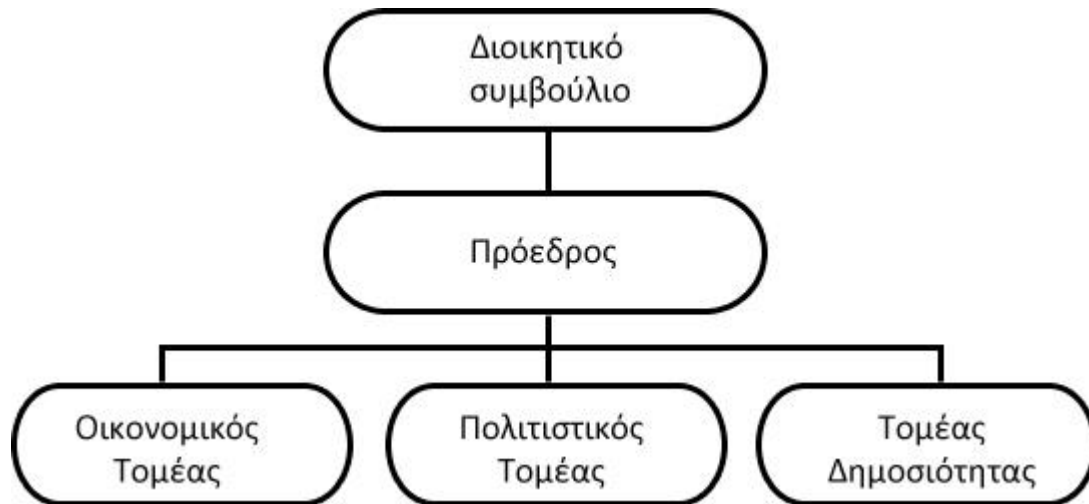 Διοικητικό
συμβούλιο
Πρόεδρος
Οικονομικός
Τομέας
Πολιτιστικός
Τομέας
Τομέας
Δημοσιότητας